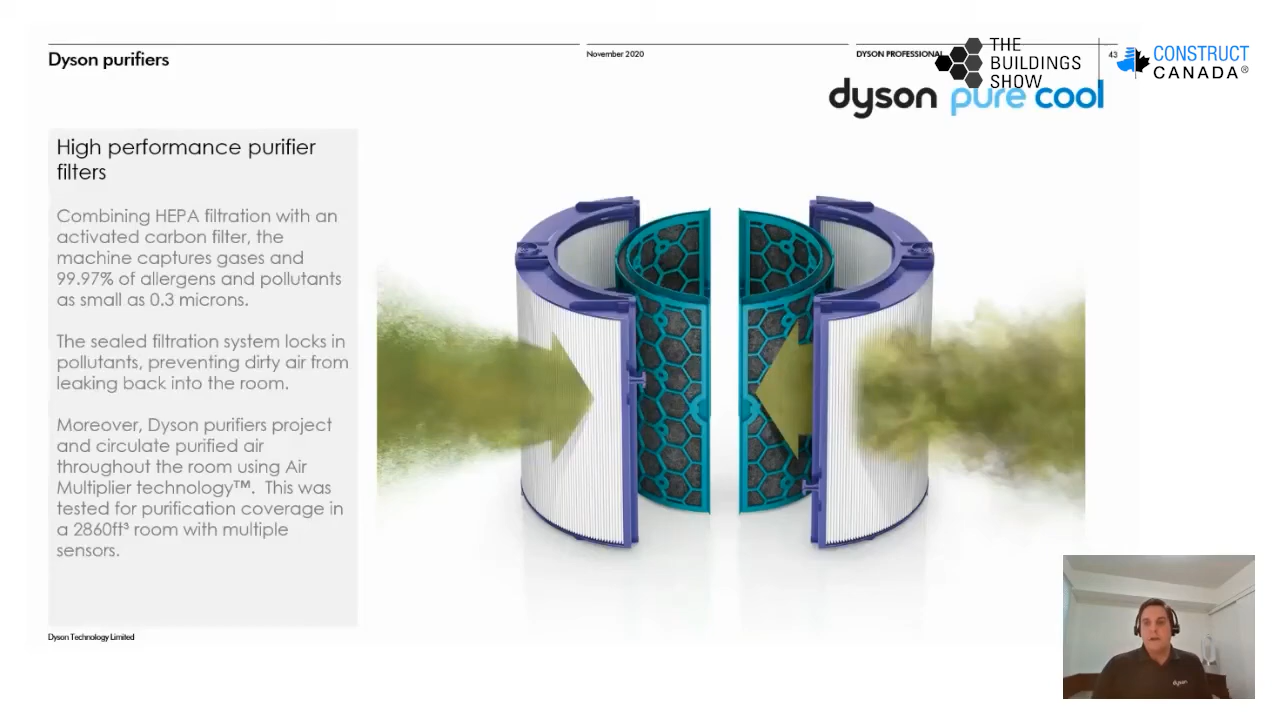 Dyson purifiers
November 2020
DYSON PROFESSIONAL
43
THE
BUILDINGS
SHOW
CONSTRUCT
CANADA®
dyson pure cool
High performance purifier
filters
Combining HEPA filtration with an
activated carbon filter, the
machine captures gases and
99.97% of allergens and pollutants
as small as 0.3 microns.
The sealed filtration system locks in
pollutants, preventing dirty air from
leaking back into the room.
Moreover, Dyson purifiers project
and circulate purified air
throughout the room using Air
Multiplier technology™. This was
tested for purification coverage in
a 2860ft³ room with multiple
sensors.
Dyson Technology Limited
dyson